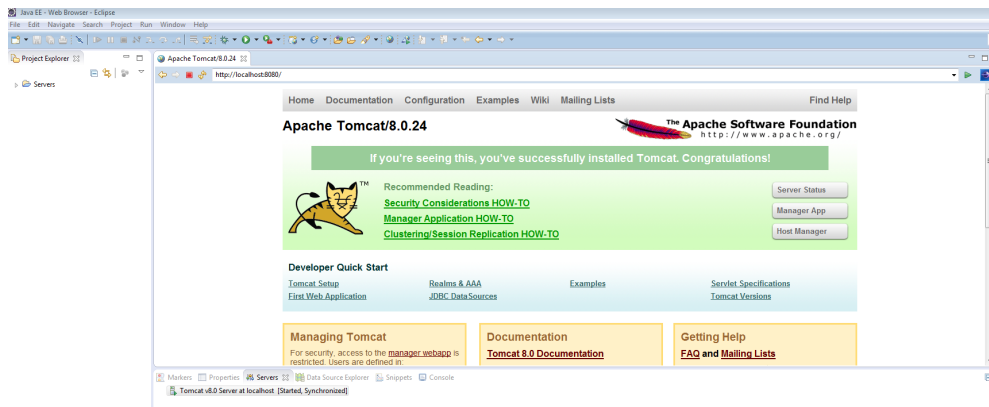 Java EE - Web Browser - Eclipse
File Edit Navigate Search Project Run Window Help
Project Explorer
Apache Tomcat/8.0.24
http://localhost:8080/
Servers
Home Documentation Configuration Examples Wiki Mailing Lists Find Help
Apache Tomcat/8.0.24
The Apache Software Foundation
http://www.apache.org/
If you're seeing this, you've successfully installed Tomcat. Congratulations!
TM
Recommended Reading:
Security Considerations HOW-TO
Manager Application HOW-TO
Clustering/Session Replication HOW-TO
Server Status
Manager App
Host Manager
Developer Quick Start
Tomcat Setup Realms & AAA Examples Servlet Specifications
First Web Application JDBC DataSources Tomcat Versions
Managing Tomcat
For security, access to the manager webapp is
restricted. Users are defined in:
Documentation
Tomcat 8.0 Documentation
Getting Help
FAQ and Mailing Lists
Markers Properties Servers Data Source Explorer Snippets Console
Tomcat v8.0 Server at localhost [Started, Synchronized]